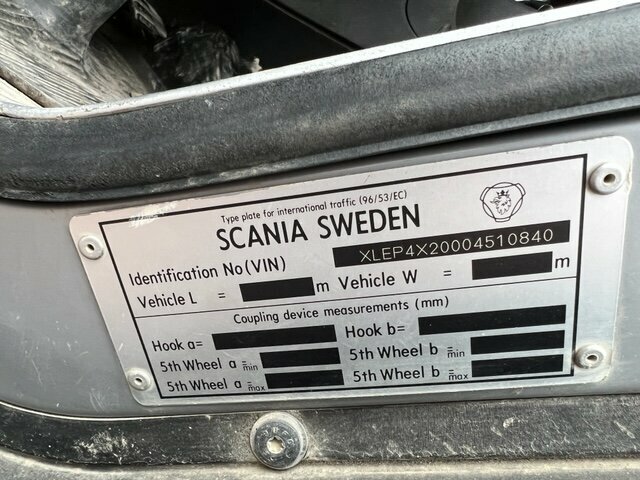 Type plate for international traffic (96/53/EC)
SCANIA SWEDEN
Identification No (VIN) XLEP4X20004510840
Vehicle L = m Vehicle W = m
Coupling device measurements (mm)
Hook a= Hook b=
5th Wheel a = min 5th Wheel b = min
5th Wheel a = max 5th Wheel b = max